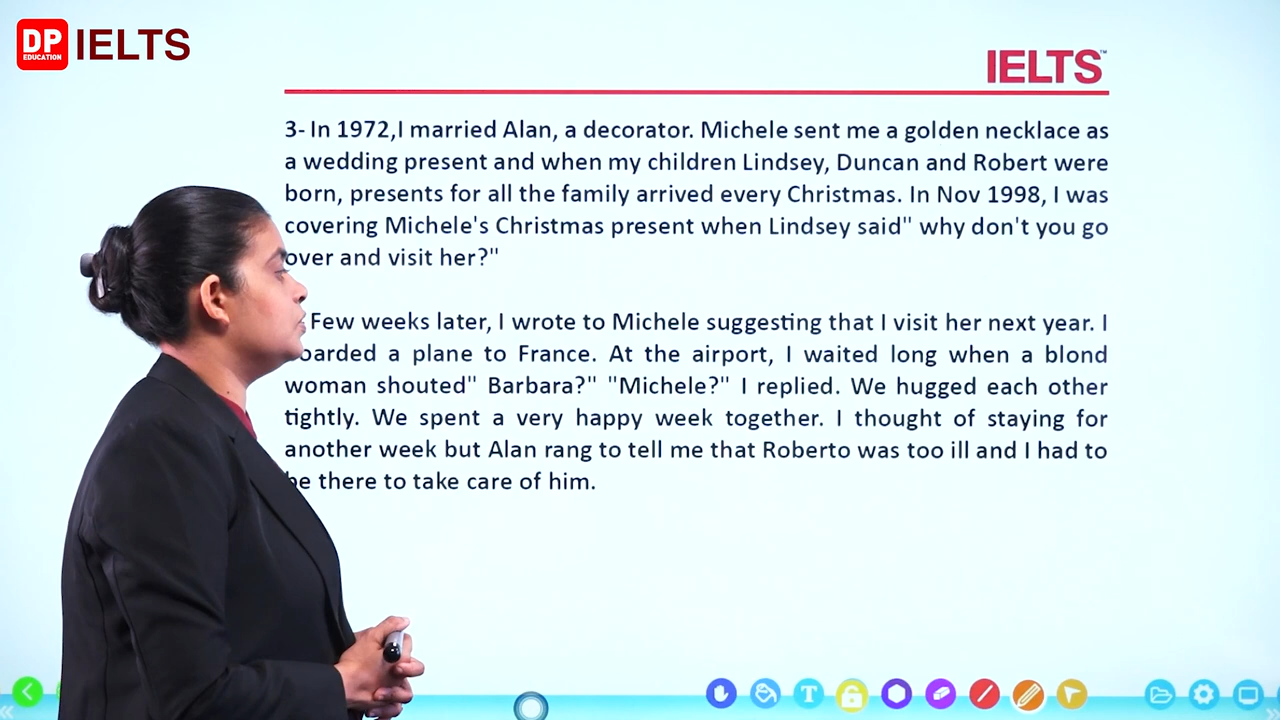 DP
EDUCATION
IELTS
IELTS™
3- In 1972,I married Alan, a decorator. Michele sent me a golden necklace as
a wedding present and when my children Lindsey, Duncan and Robert were
born, presents for all the family arrived every Christmas. In Nov 1998, I was
covering Michele's Christmas present when Lindsey said" why don't you go
over and visit her?"
Few weeks later, I wrote to Michele suggesting that I visit her next year. I
a plane to France. At the airport, I waited long when a blond
woman shouted" Barbara?" "Michele?" I replied. We hugged each other
tightly. We spent a very happy week together. I thought of staying for
another week but Alan rang to tell me that Roberto was too ill and I had to
be there to take care of him.
T